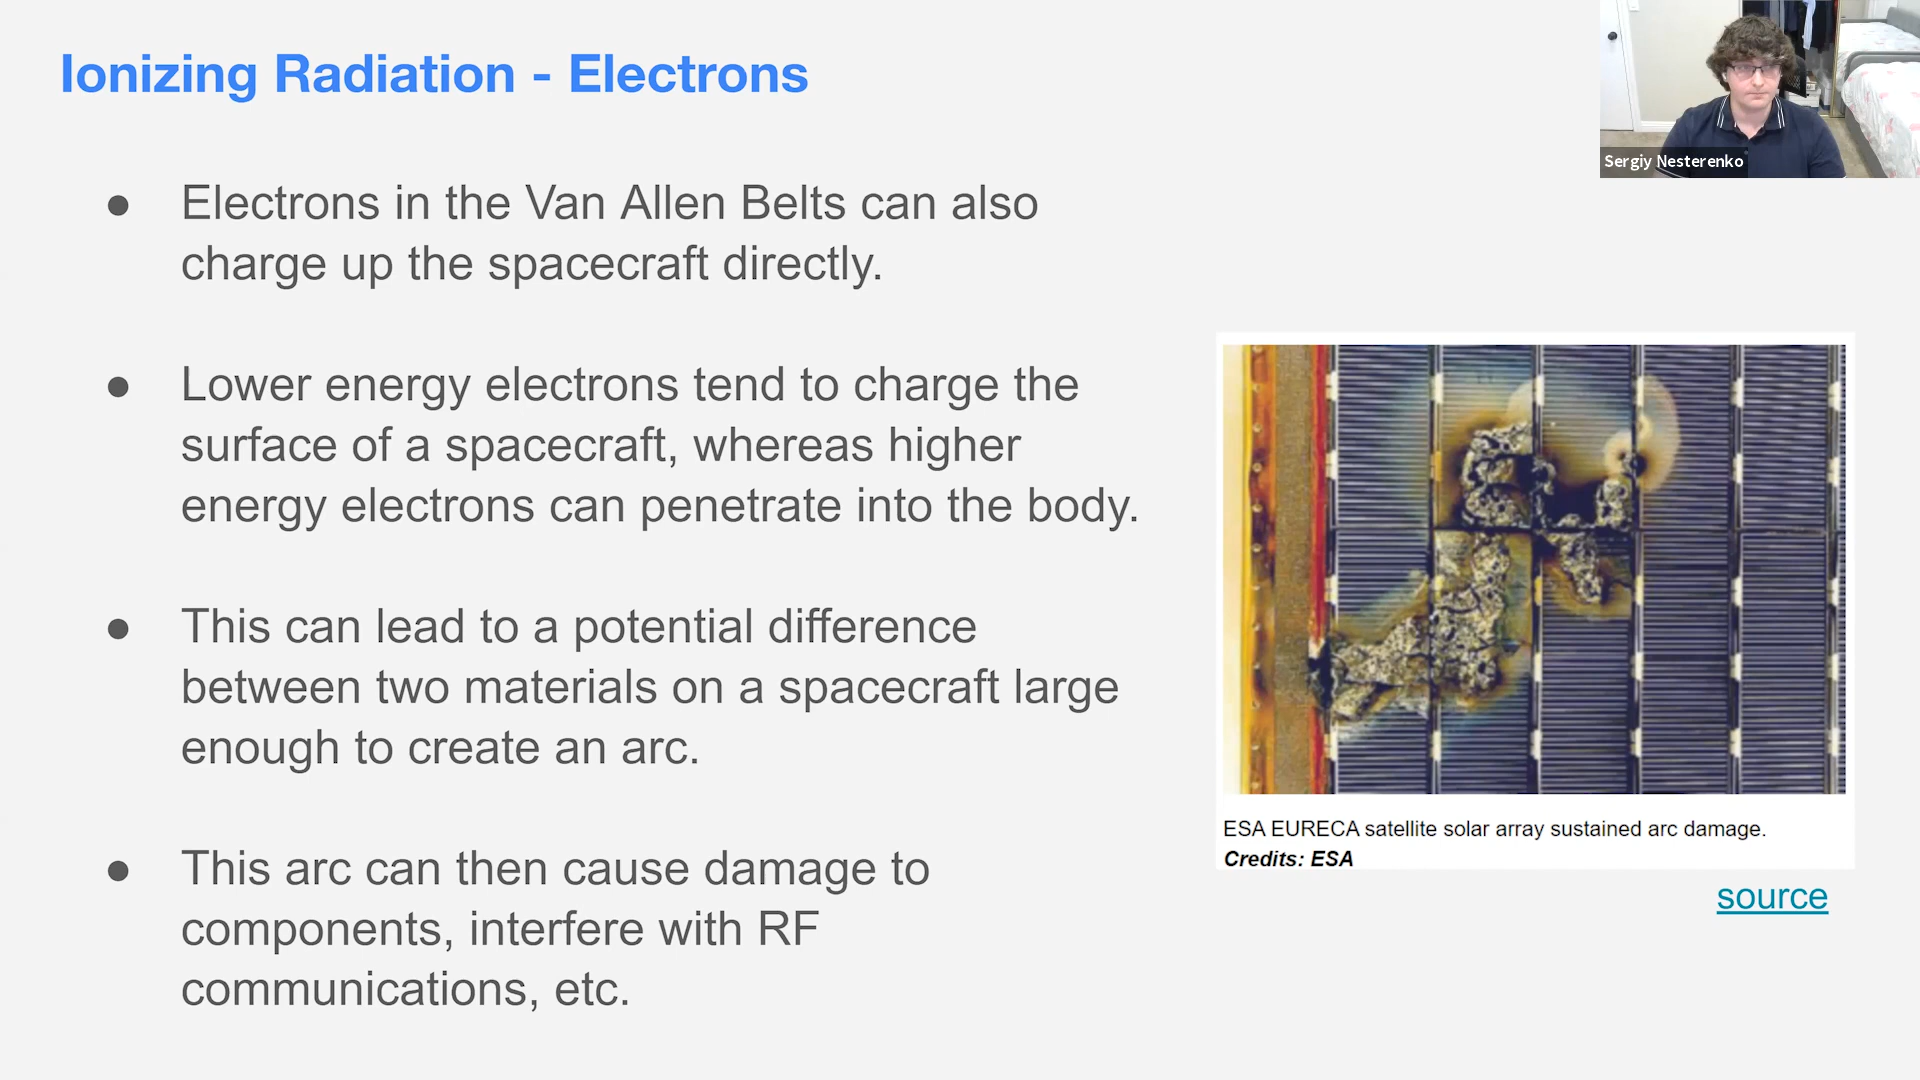 Ionizing Radiation - Electrons
Sergiy Nesterenko
● Electrons in the Van Allen Belts can also
charge up the spacecraft directly.
● Lower energy electrons tend to charge the
surface of a spacecraft, whereas higher
energy electrons can penetrate into the body.
● This can lead to a potential difference
between two materials on a spacecraft large
enough to create an arc.
● This arc can then cause damage to
components, interfere with RF
communications, etc.
ESA EURECA satellite solar array sustained arc damage.
Credits: ESA
source